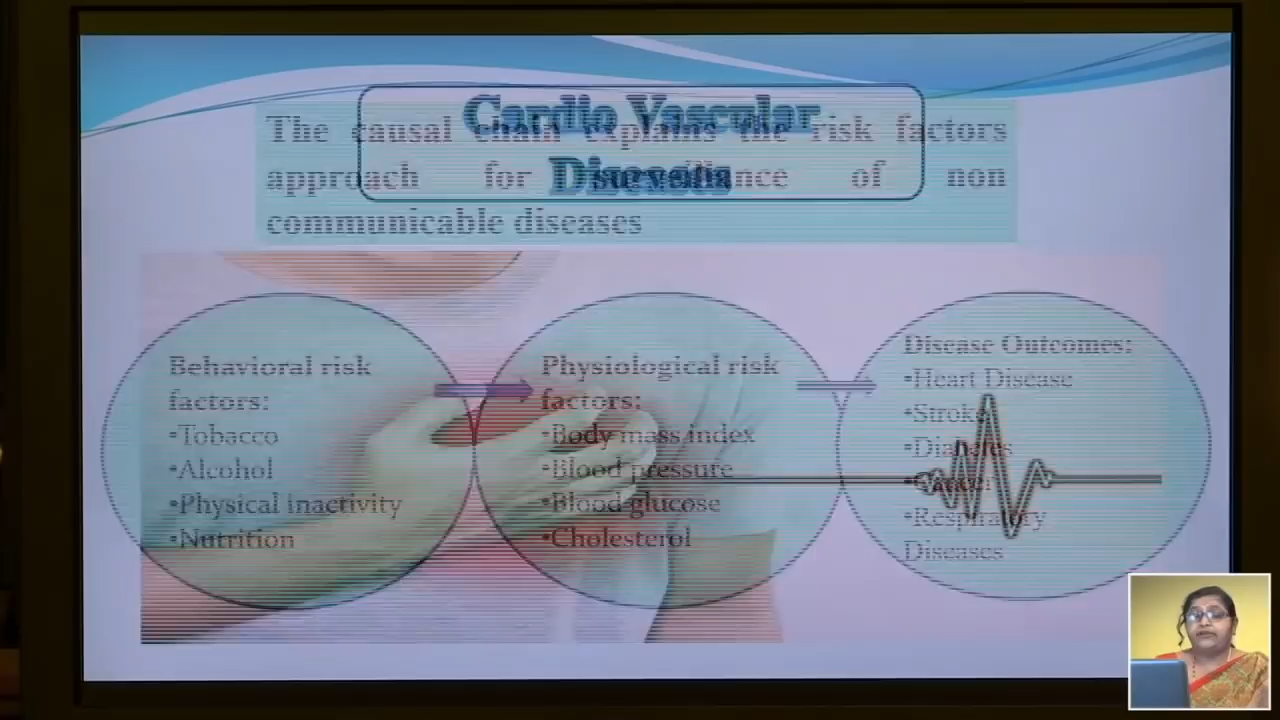 Cardio Vascular
The causal chain explains the risk factors
approach for surveillance of non
communicable diseases
Behavioral risk
factors:
•Tobacco
•Alcohol
•Physical inactivity
•Nutrition
Physiological risk
factors:
•Body mass index
•Blood pressure
•Blood glucose
•Cholesterol
Disease Outcomes:
•Heart Disease
•Stroke
•Diabetes
•Cancer
•Respiratory
Diseases